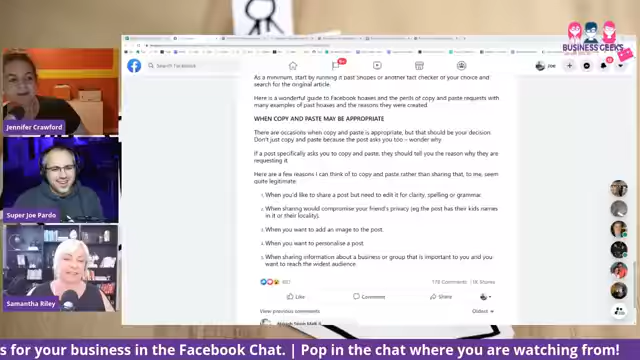 BUSINESS GEEKS
Search Facebook
Joe
As a minimum, start by running it past Snopes or another fact checker of your choice and
search for the original article.
Here is a wonderful guide to Facebook hoaxes and the perils of copy and paste requests with
many examples of past hoaxes and the reasons they were created
WHEN COPY AND PASTE MAY BE APPROPRIATE
There are occasions when copy and paste is appropriate, but that should be your decision.
Don't just copy and paste because the post asks you too – wonder why
If a post specifically asks you to copy and paste, they should tell you the reason why they are
requesting it
Here are a few reasons I can think of to copy and paste rather than sharing that, to me, seem
quite legitimate:
1. When you'd like to share a post but need to edit it for clarity, spelling or grammar.
2. When sharing would compromise your friend's privacy (eg the post has their kids names
in it or their locality).
3. When you want to add an image to the post.
4. When you want to personalise a post
5. When sharing information about a business or group that is important to you and you
want to reach the widest audience.
Like
Comment
Share
View previous comments
Oldest
Jennifer Crawford
Super Joe Pardo
Samantha Riley
s for your business in the Facebook Chat. | Pop in the chat where you are watching from!